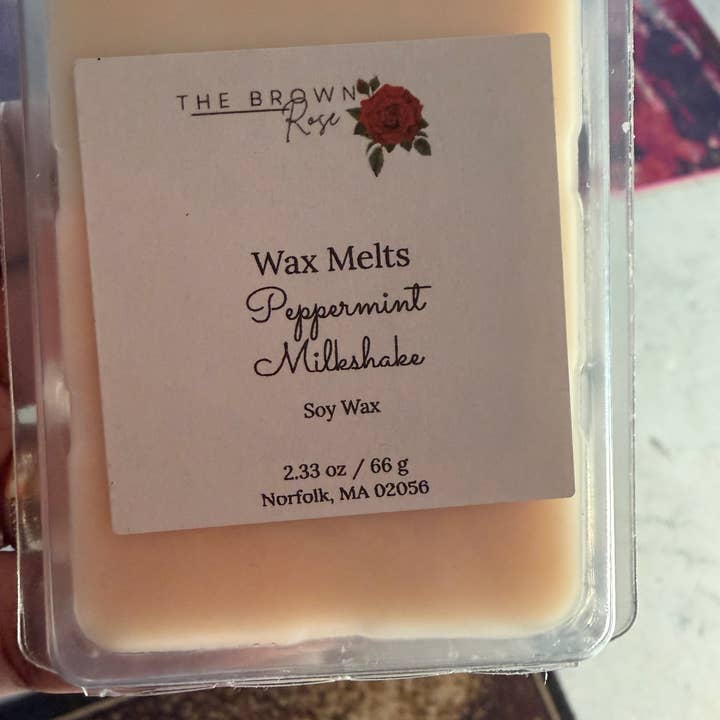 THE BROWN
Rose
Wax Melts
Peppermint
Milkshake
Soy Wax
2.33 oz / 66 g
Norfolk, MA 02056